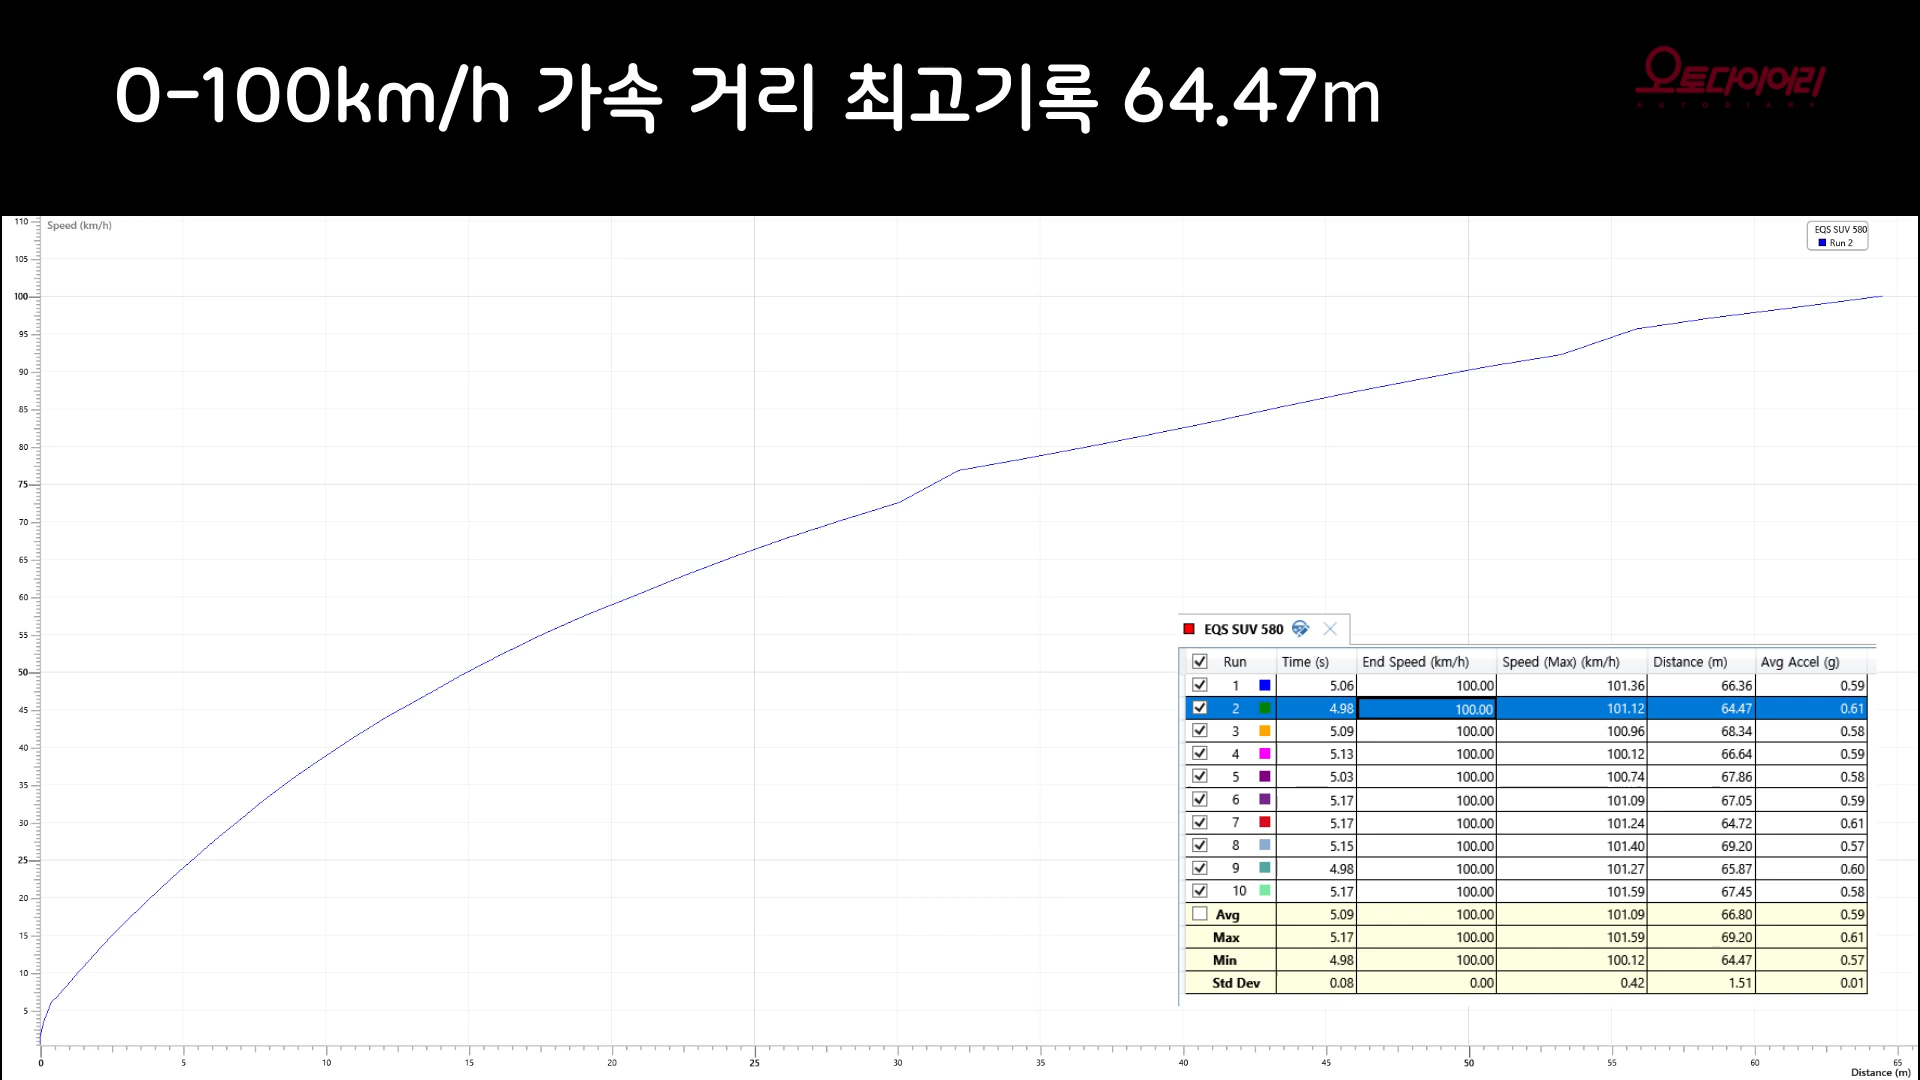 0-100km/h 가속 거리 최고기록 64.47m
오토다이어리
AUTODIARY
Speed (km/h)
EQS SUV 580
Run 2
110
105
100
95
90
85
80
75
70
65
60
55
50
45
40
35
30
25
20
15
10
5
0 5 10 15 20 25 30 35 40 45 50 55 60 65
Distance (m)
EQS SUV 580
Run Time (s) End Speed (km/h) Speed (Max) (km/h) Distance (m) Avg Accel (g)
1 5.06 100.00 101.36 66.36 0.59
2 4.98 100.00 101.12 64.47 0.61
3 5.09 100.00 100.96 68.34 0.58
4 5.13 100.00 100.12 66.64 0.59
5 5.03 100.00 100.74 67.86 0.58
6 5.17 100.00 101.09 67.05 0.59
7 5.17 100.00 101.24 64.72 0.61
8 5.15 100.00 101.40 69.20 0.57
9 4.98 100.00 101.27 65.87 0.60
10 5.17 100.00 101.59 67.45 0.58
Avg 5.09 100.00 101.09 66.80 0.59
Max 5.17 100.00 101.59 69.20 0.61
Min 4.98 100.00 100.12 64.47 0.57
Std Dev 0.08 0.00 0.42 1.51 0.01